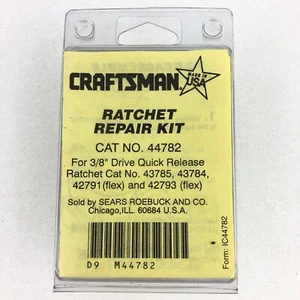 CRAFTSMAN
MADE IN
USA
RATCHET
REPAIR KIT
CAT NO. 44782
For 3/8" Drive Quick Release
Ratchet Cat No. 43785, 43784,
42791(flex) and 42793 (flex)
Sold by SEARS ROEBUCK AND CO.
Chicago,ILL. 60684 U.S.A.
D9 M44782
Form: IC44782